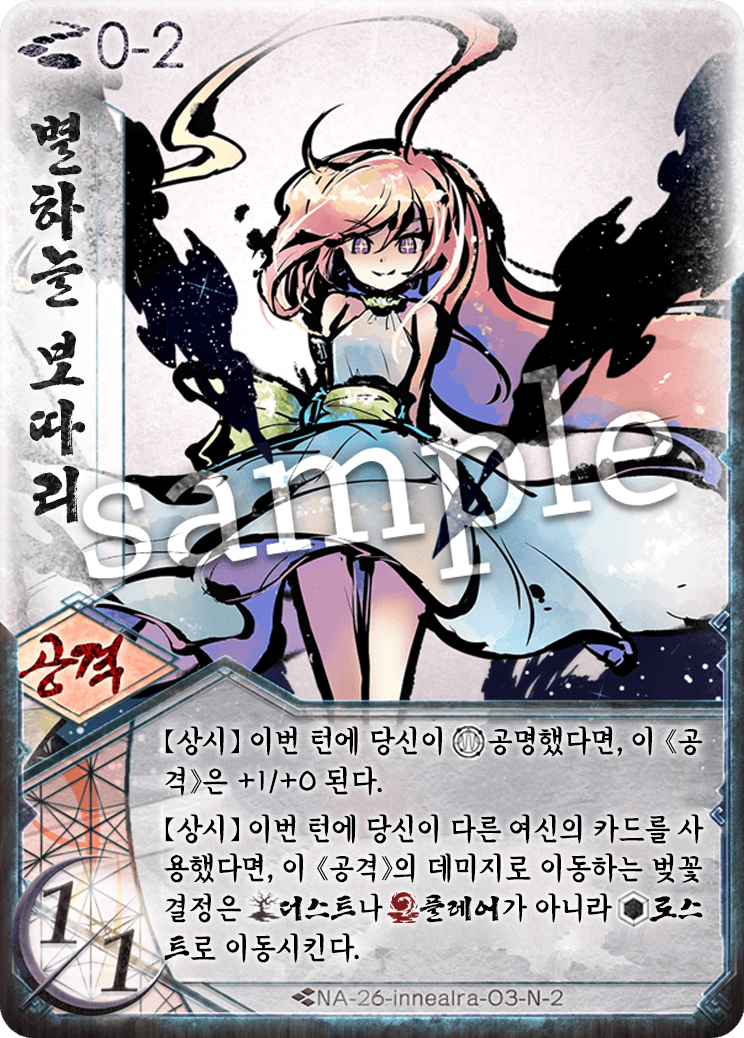 0-2
별하늘 보따리
sample
공격
【상시】 이번 턴에 당신이 공명했다면, 이 《공
격》은 +1/+0 된다.
【상시】 이번 턴에 당신이 다른 여신의 카드를 사
용했다면, 이 《공격》의 데미지로 이동하는 벚꽃
결정은 더스트나 플레어가 아니라 로스
트로 이동시킨다.
1/1
NA-26-innealra-03-N-2